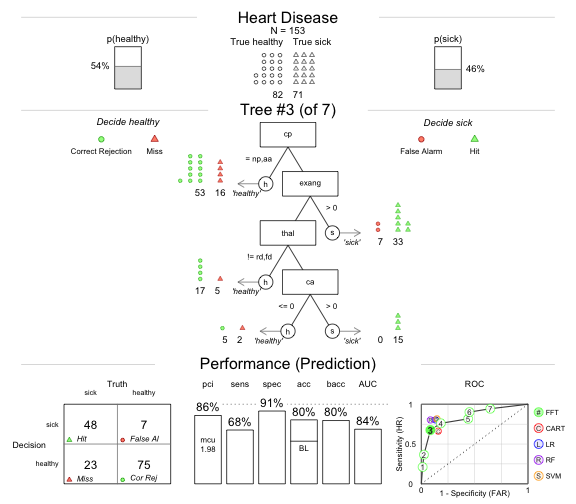 Heart Disease
N = 153
p(healthy)
True healthy
True sick
p(sick)
54%
46%
82
71
Tree #3 (of 7)
Decide healthy
Decide sick
Correct Rejection
Miss
False Alarm
Hit
cp
= np,aa
h
'healthy'
53
16
exang
> 0
s
'sick'
7
33
thal
!= rd,fd
h
'healthy'
17
5
ca
<= 0
> 0
h
s
'healthy'
'sick'
5
2
0
15
Performance (Prediction)
Truth
sick
healthy
Decision
sick
48
Hit
7
False Al
healthy
23
Miss
75
Cor Rej
pci
sens
spec
acc
bacc
AUC
86%
68%
91%
80%
80%
84%
mcu
1.98
BL
ROC
Sensitivity (HR)
1
0.5
0
0
1
1 - Specificity (FAR)
1
2
3
4
5
6
7
# FFT
C CART
L LR
R RF
S SVM